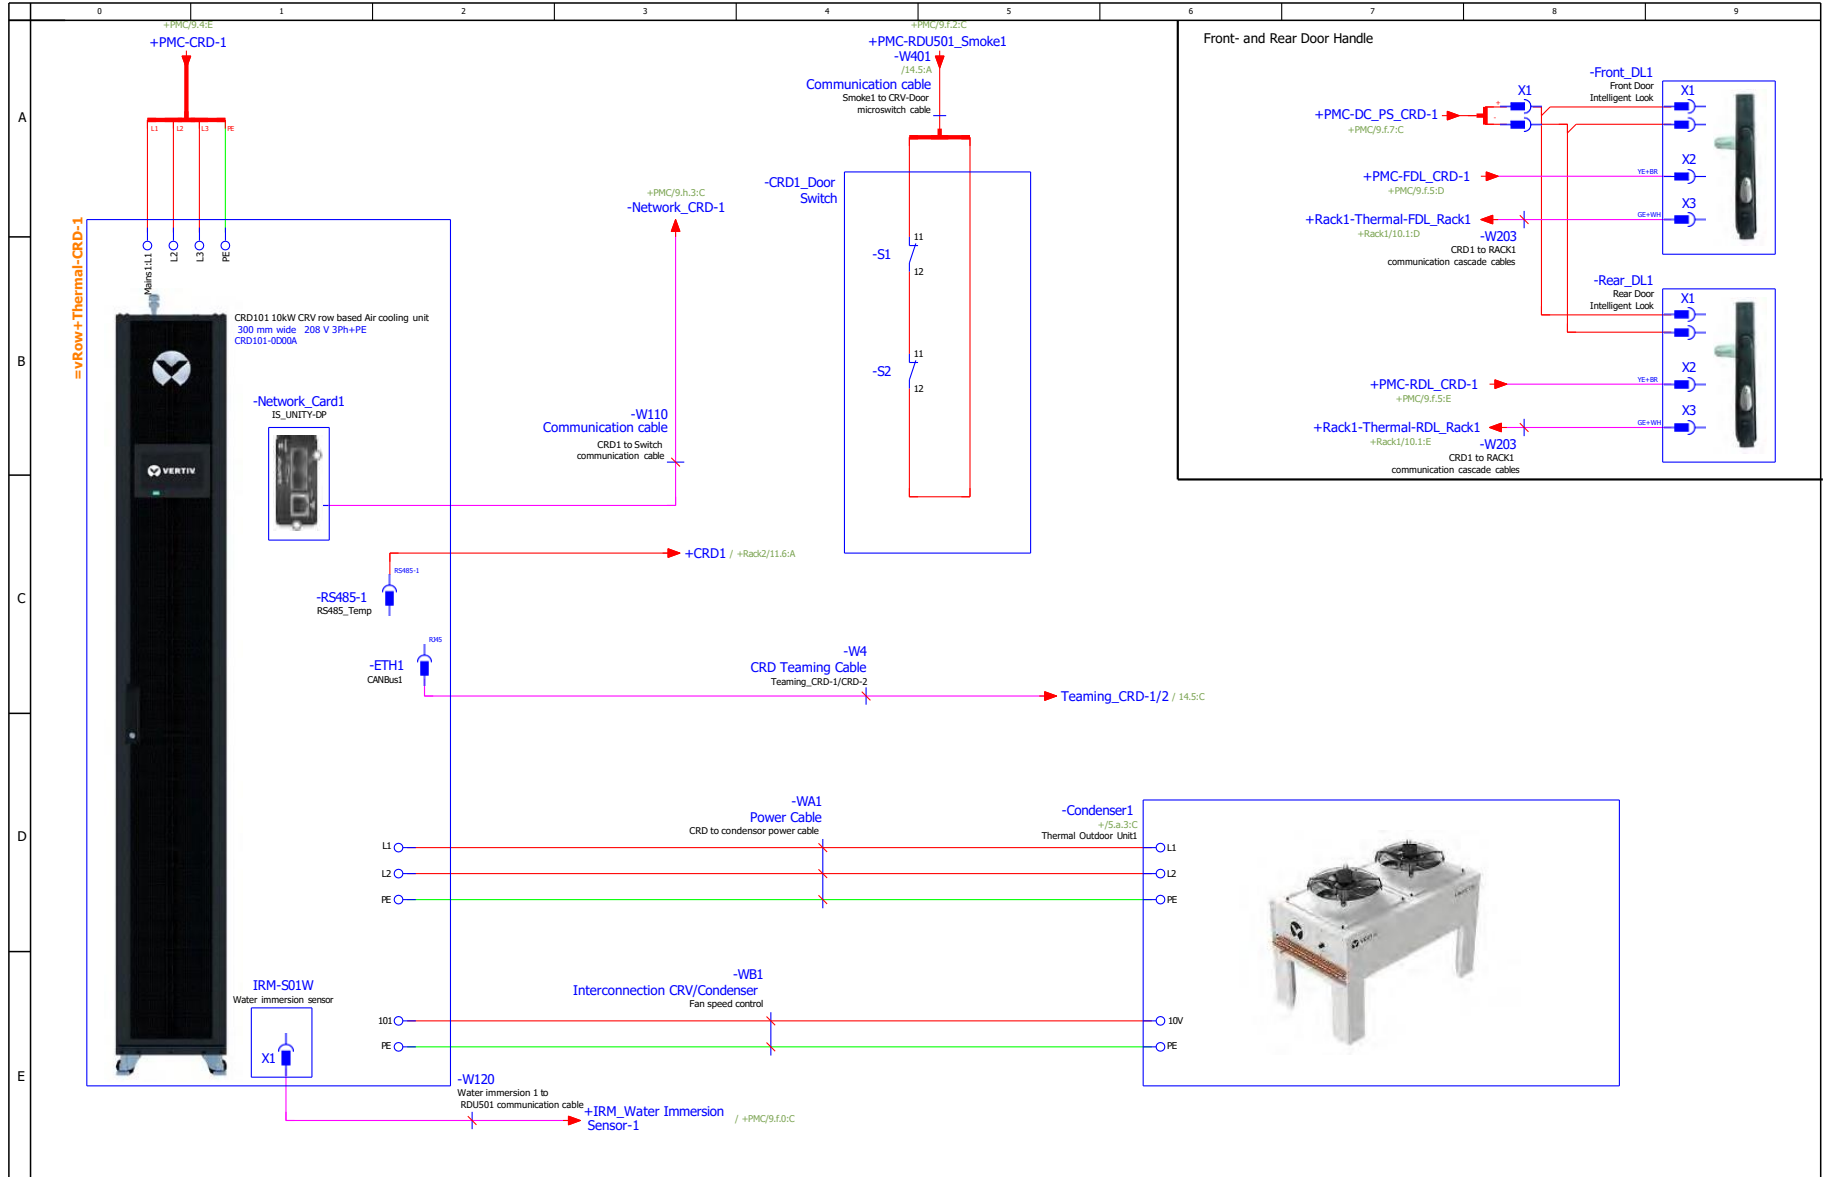 0 1 2 3 4 5 6 7 8 9
A
B
C
D
E
+PMC/9.4:E
+PMC-CRD-1
L1 L2 L3 PE
=vRow+Thermal-CRD-1
Mains1:L1
L2
L3
PE
CRD101 10kW CRV row based Air cooling unit
300 mm wide 208 V 3Ph+PE
CRD101-0D00A
VERTIV
-Network_Card1
IS_UNITY-DP
+PMC/9.h.3:C
-Network_CRD-1
-W110
Communication cable
CRD1 to Switch
communication cable
+PMC/9.f.2:C
+PMC-RDU501_Smoke1
-W401
/14.5:A
Communication cable
Smoke1 to CRV-Door
microswitch cable
-CRD1_Door
Switch
-S1
11
12
-S2
11
12
Front- and Rear Door Handle
-Front_DL1
Front Door
Intelligent Look
X1
X1
+ -
+PMC-DC_PS_CRD-1
+PMC/9.f.7:C
X2
+PMC-FDL_CRD-1
YE+BR
+PMC/9.f.5:D
X3
+Rack1-Thermal-FDL_Rack1
GE+WH
+Rack1/10.1:D
-W203
CRD1 to RACK1
communication cascade cables
-Rear_DL1
Rear Door
Intelligent Look
X1
X2
+PMC-RDL_CRD-1
YE+BR
+PMC/9.f.5:E
X3
+Rack1-Thermal-RDL_Rack1
GE+WH
+Rack1/10.1:E
-W203
CRD1 to RACK1
communication cascade cables
+CRD1 / +Rack2/11.6:A
RS485-1
-RS485-1
RS485_Temp
RJ45
-ETH1
CANBus1
-W4
CRD Teaming Cable
Teaming_CRD-1/CRD-2
Teaming_CRD-1/2 / 14.5:C
-WA1
Power Cable
CRD to condensor power cable
-Condenser1
+/5.a.3:C
Thermal Outdoor Unit1
L1 L1
L2 L2
PE PE
VERTIV
-WB1
Interconnection CRV/Condenser
Fan speed control
101 10V
PE PE
IRM-S01W
Water immersion sensor
X1
-W120
Water immersion 1 to
RDU501 communication cable
+IRM_Water Immersion / +PMC/9.f.0:C
Sensor-1